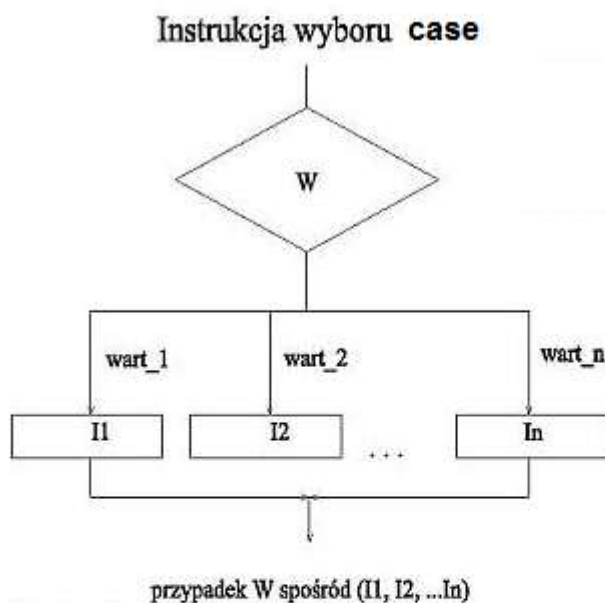 Instrukcja wyboru case
W
wart_1 wart_2 wart_n
I1 I2 ... In
przypadek W spośród (I1, I2, ...In)